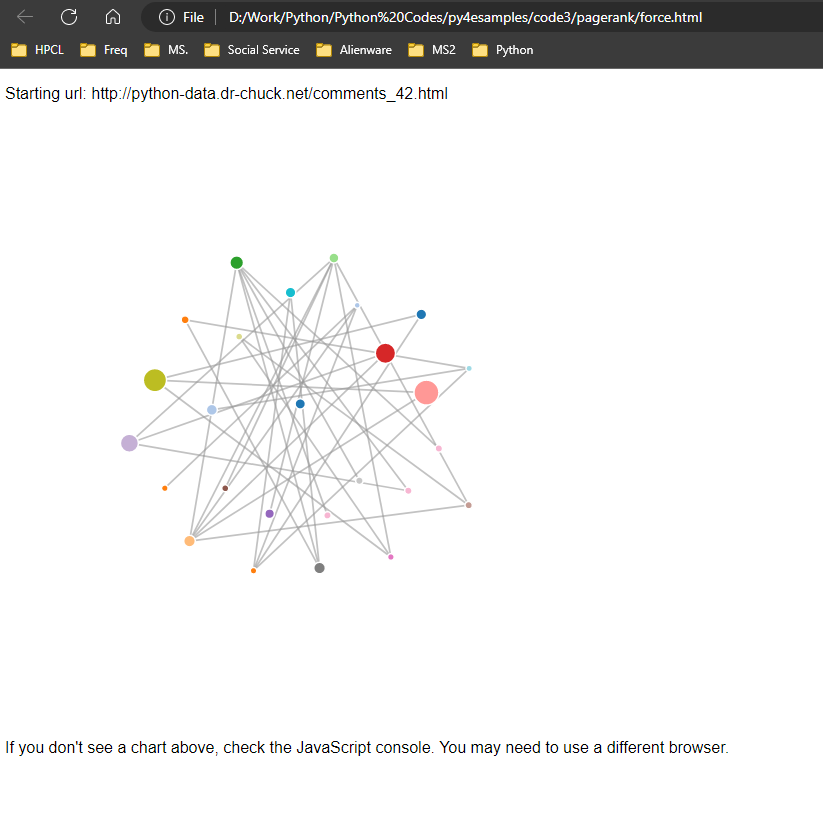 File D:/Work/Python/Python%20Codes/py4esamples/code3/pagerank/force.html
HPCL Freq MS. Social Service Alienware MS2 Python
Starting url: http://python-data.dr-chuck.net/comments_42.html
If you don't see a chart above, check the JavaScript console. You may need to use a different browser.